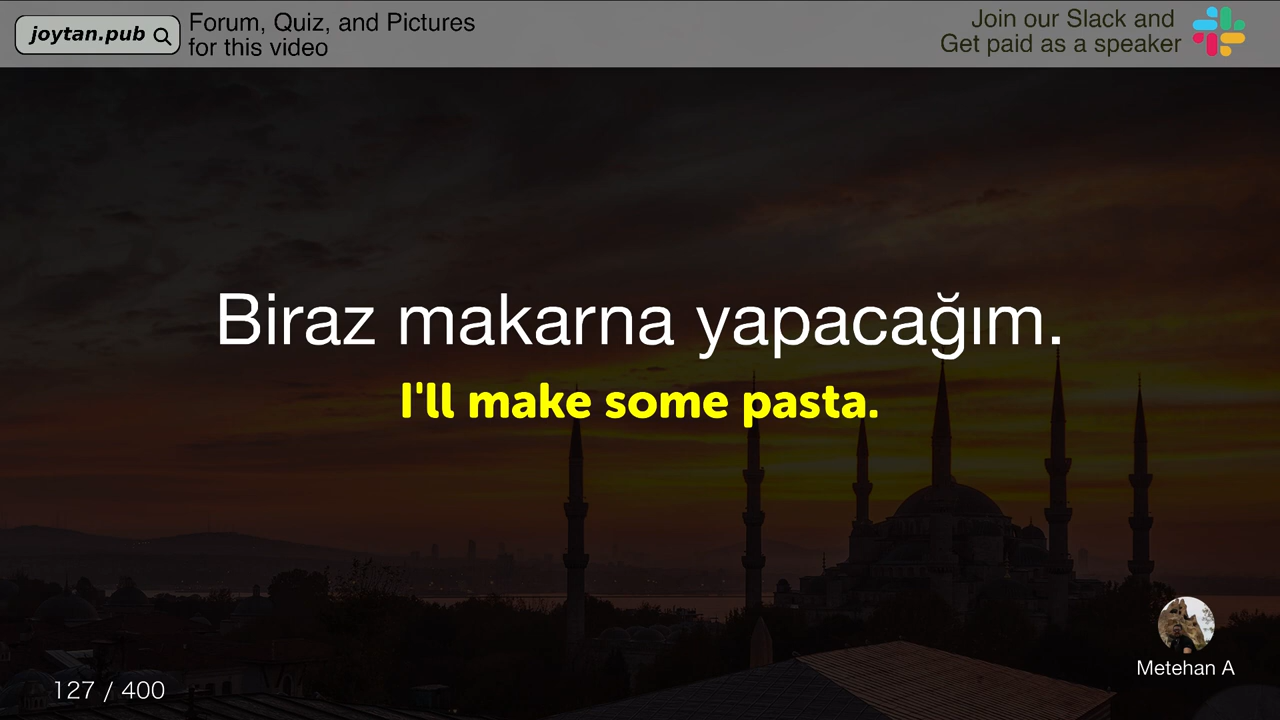 joytan.pub
Forum, Quiz, and Pictures
for this video
Join our Slack and
Get paid as a speaker
Biraz makarna yapacağım.
I'll make some pasta.
Metehan A
127 / 400